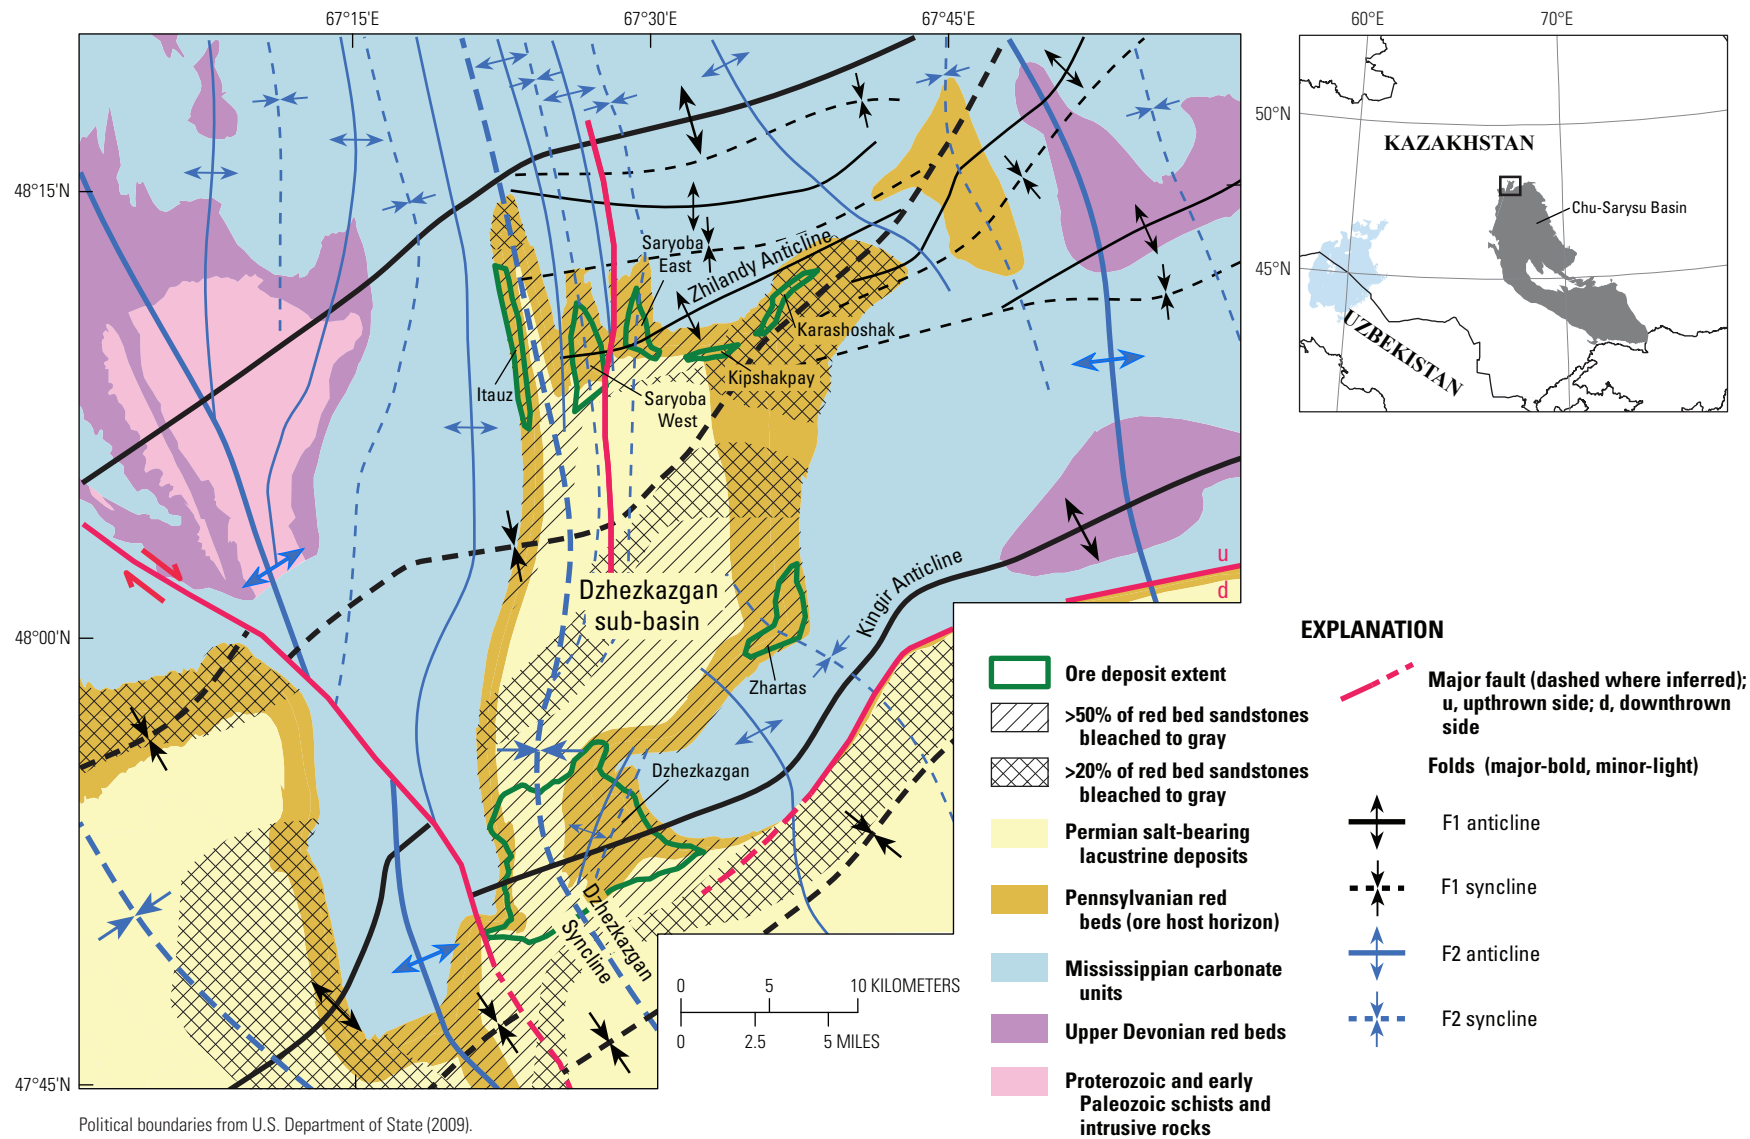 67°15'E
67°30'E
67°45'E
48°15'N
48°00'N
47°45'N
Saryoba
East
Zhilandy Anticline
Karashoshak
Kipshakpay
Itauz
Saryoba
West
Dzhezkazgan
sub-basin
Kingir Anticline
u
d
Zhartas
Dzhezkazgan
Dzhezkazgan
Syncline
0
5
10 KILOMETERS
0
2.5
5 MILES
Political boundaries from U.S. Department of State (2009).
60°E
70°E
50°N
45°N
KAZAKHSTAN
Chu-Sarysu Basin
UZBEKISTAN
EXPLANATION
Ore deposit extent
>50% of red bed sandstones
bleached to gray
>20% of red bed sandstones
bleached to gray
Permian salt-bearing
lacustrine deposits
Pennsylvanian red
beds (ore host horizon)
Mississippian carbonate
units
Upper Devonian red beds
Proterozoic and early
Paleozoic schists and
intrusive rocks
Major fault (dashed where inferred);
u, upthrown side; d, downthrown
side
Folds (major-bold, minor-light)
F1 anticline
F1 syncline
F2 anticline
F2 syncline